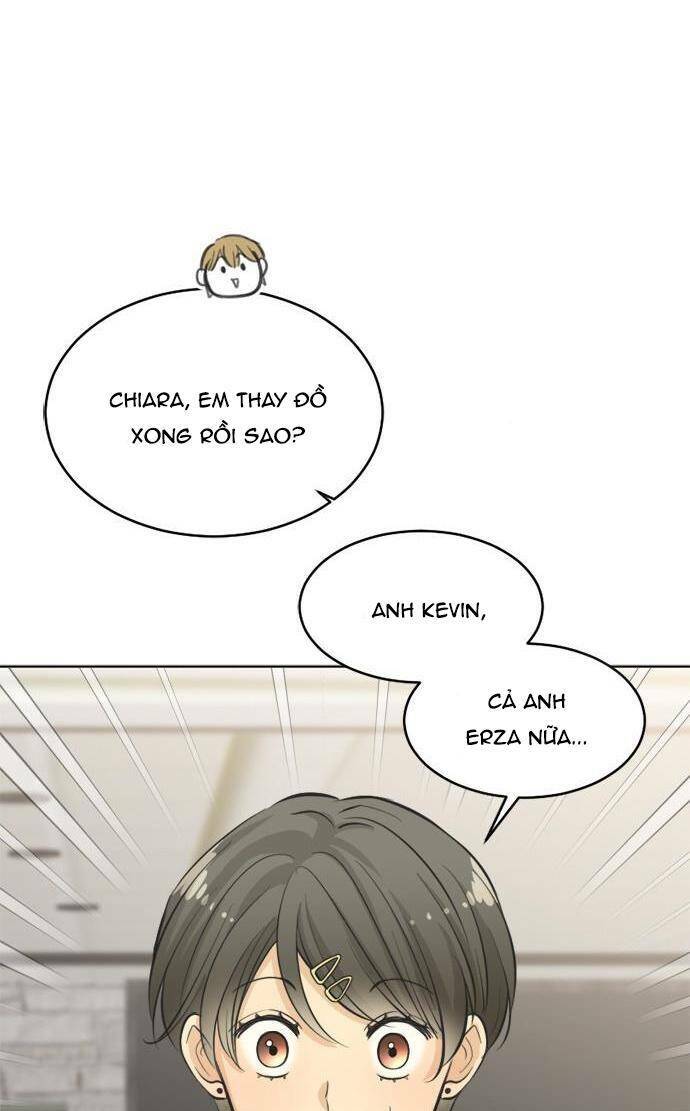 CHIARA, EM THAY ĐỒ
XONG RỒI SAO?
ANH KEVIN,
CẢ ANH
ERZA NỮA...